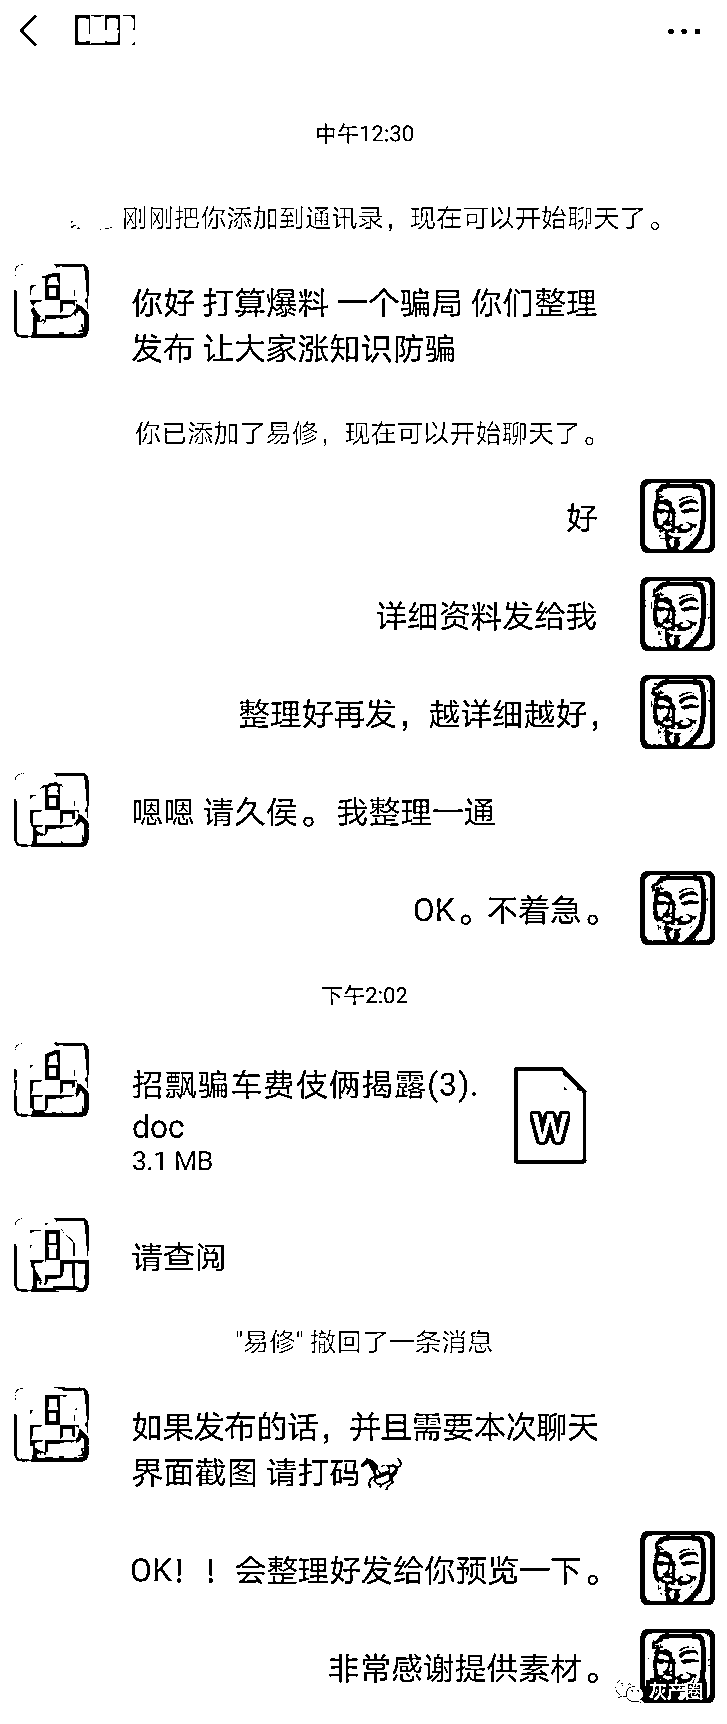 中午12:30
刚刚把你添加到通讯录，现在可以开始聊天了。
你好 打算爆料 一个骗局 你们整理
发布 让大家涨知识防骗
你已添加了易修，现在可以开始聊天了。
好
详细资料发给我
整理好再发，越详细越好，
嗯嗯 请久侯。我整理一通
OK。不着急。
下午2:02
招飘骗车费伎俩揭露(3).
doc
3.1 MB
W
请查阅
"易修" 撤回了一条消息
如果发布的话，并且需要本次聊天
界面截图 请打码🐎
OK！！会整理好发给你预览一下。
非常感谢提供素材。
灰产圈